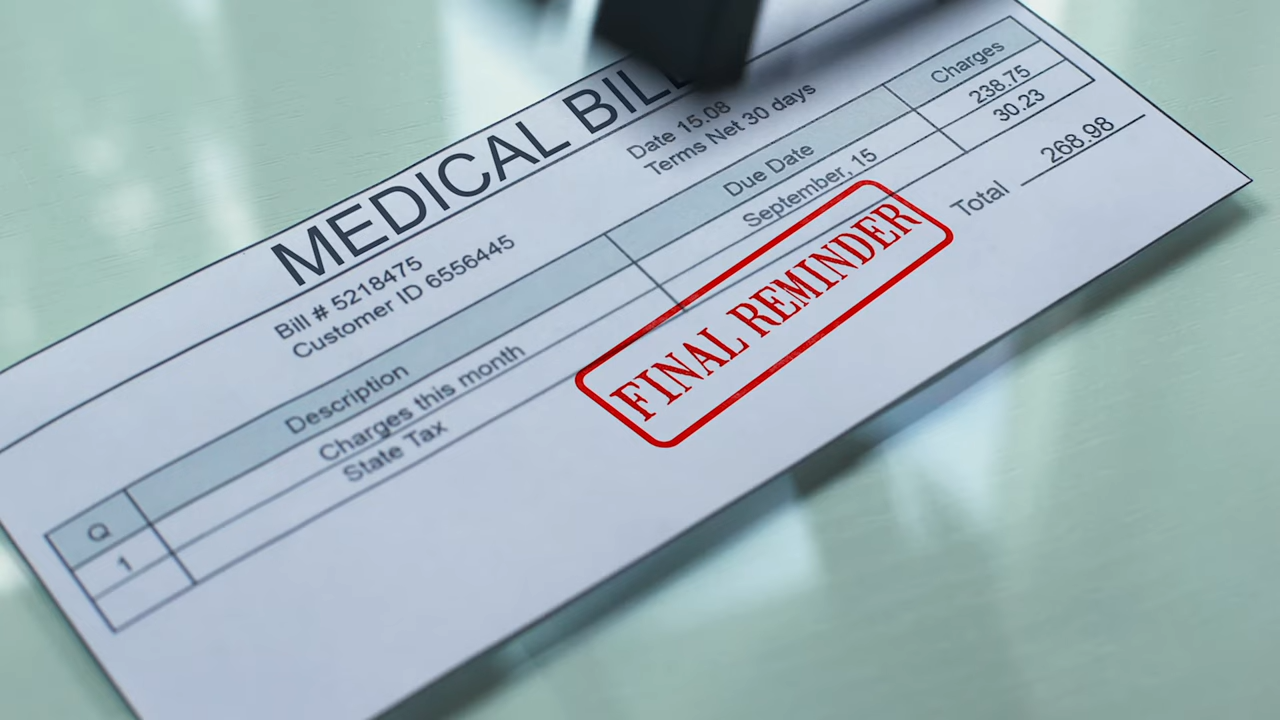 MEDICAL BILL
Date 15.08
Terms Net 30 days
Bill # 5218475
Customer ID 6556445
Q Description Due Date Charges
1 Charges this month September, 15 238.75
State Tax 30.23
Total 268.98
FINAL REMINDER